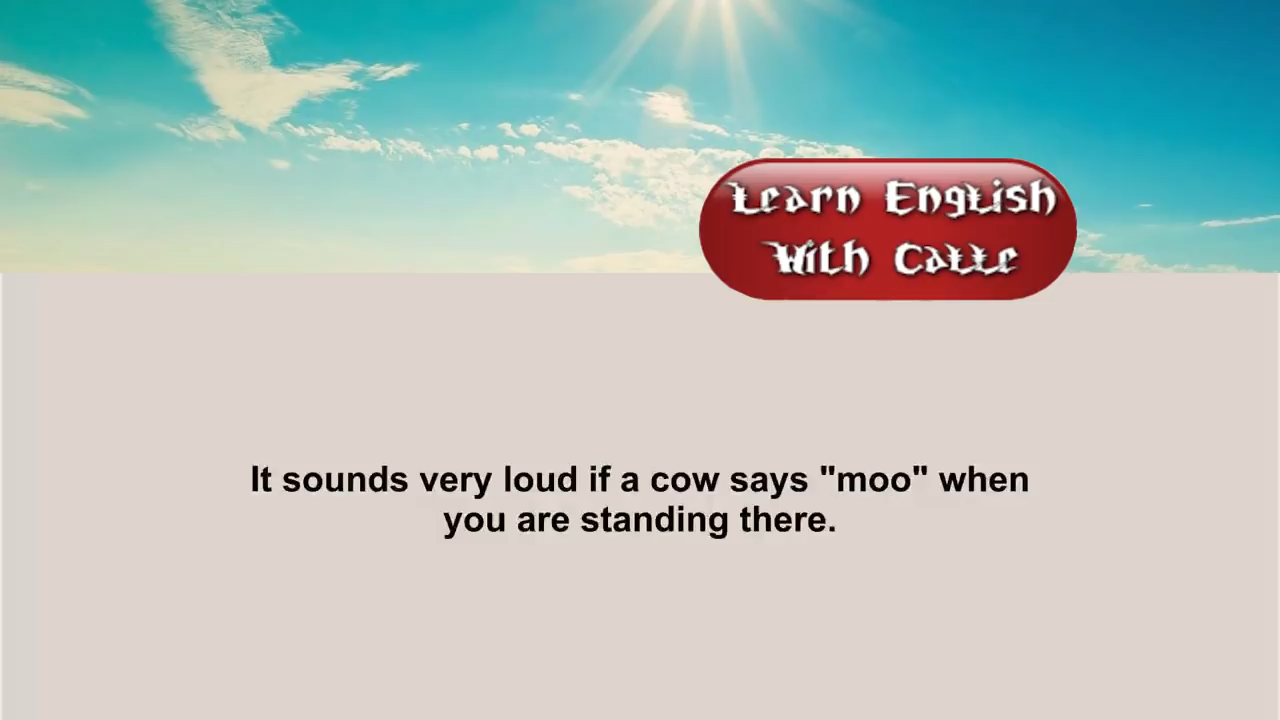 Learn English
With Calle
It sounds very loud if a cow says "moo" when
you are standing there.